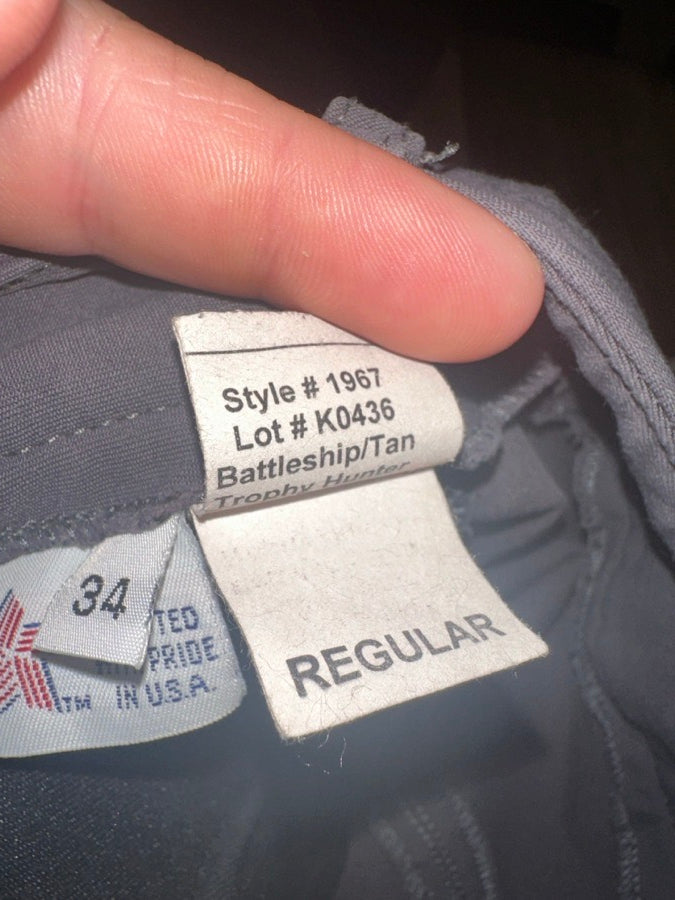 Style # 1967
Lot # K0436
Battleship/Tan
Trophy Hunter
REGULAR
34
TED
PRIDE
IN U.S.A.
TM